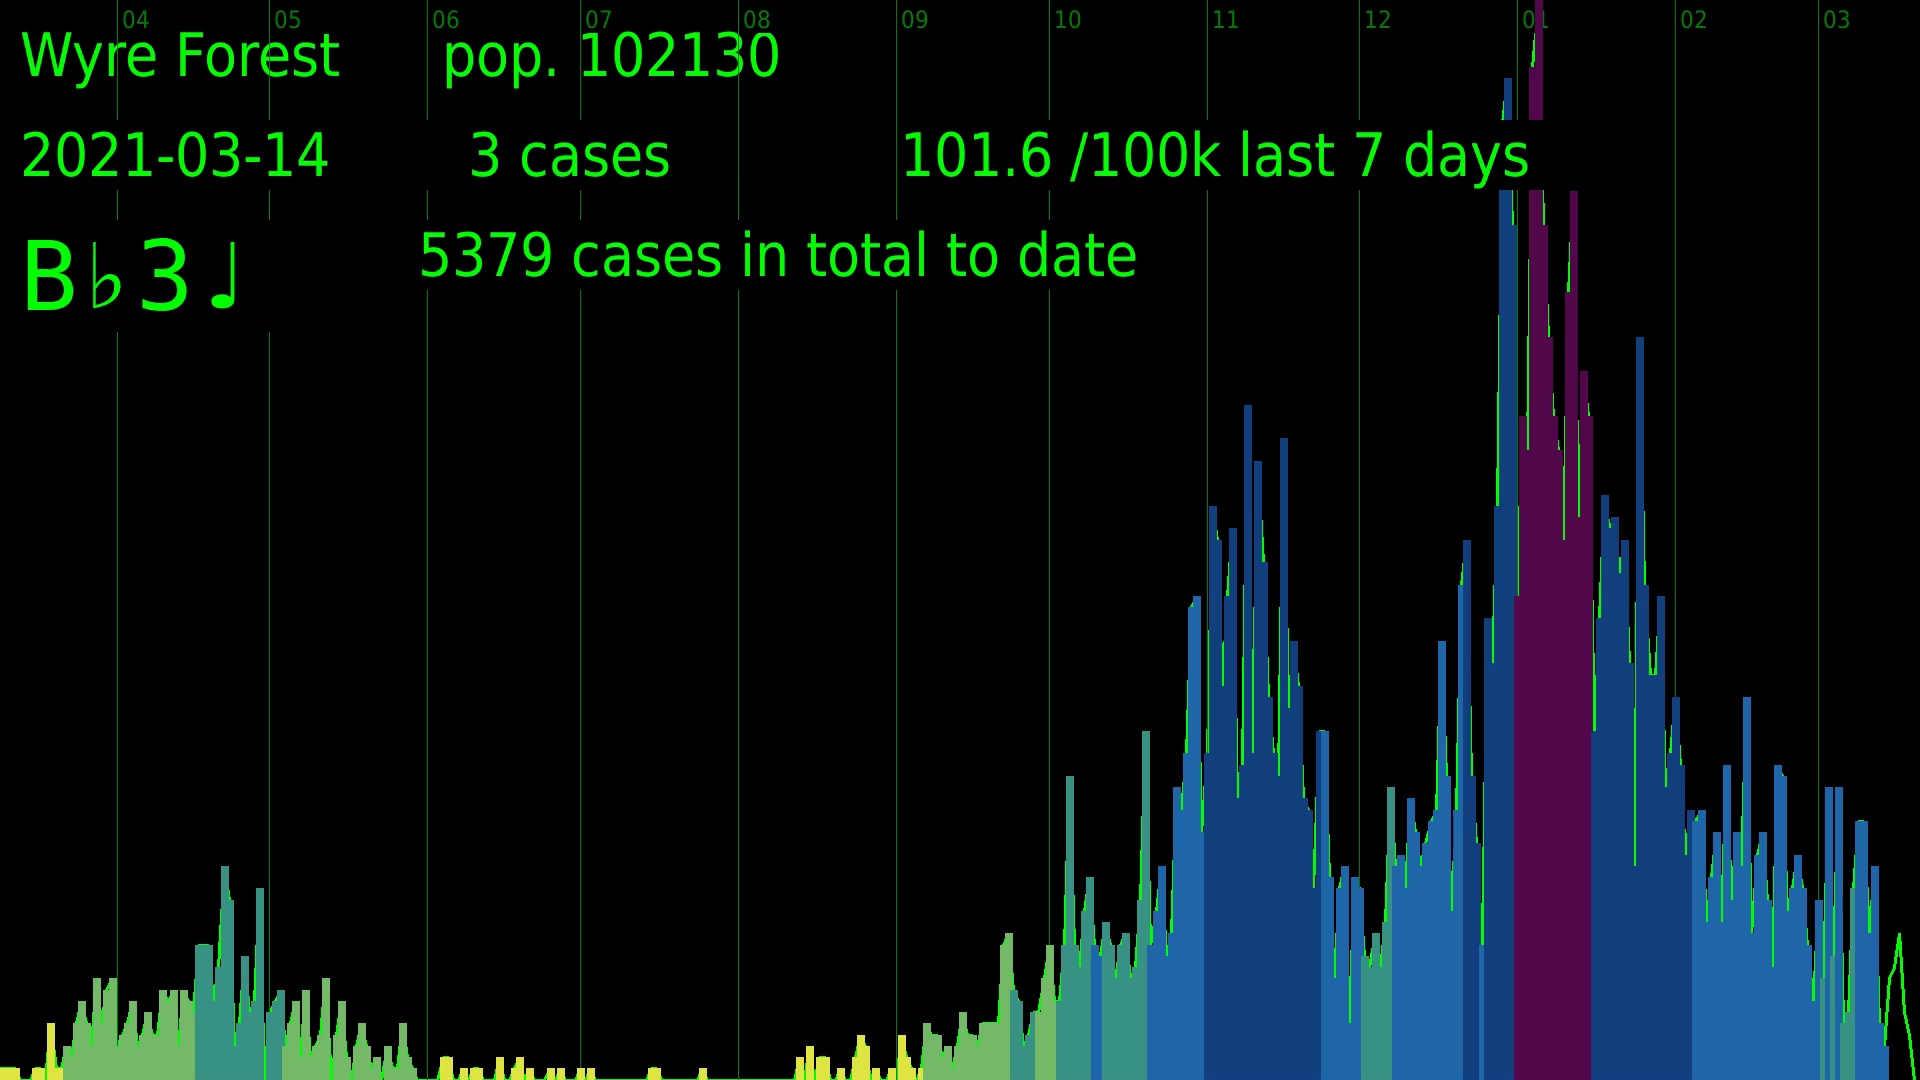 04 05 06 07 08 09 10 11 12 01 02 03
Wyre Forest pop. 102130
2021-03-14 3 cases 101.6 /100k last 7 days
B♭3♩ 5379 cases in total to date